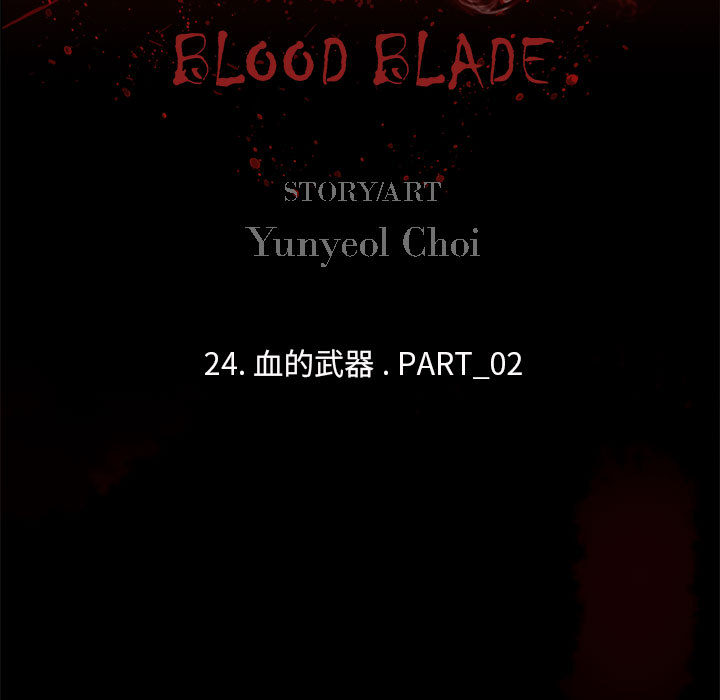 BLOOD BLADE
STORY/ART
Yunyeol Choi
24. 血的武器 . PART_02